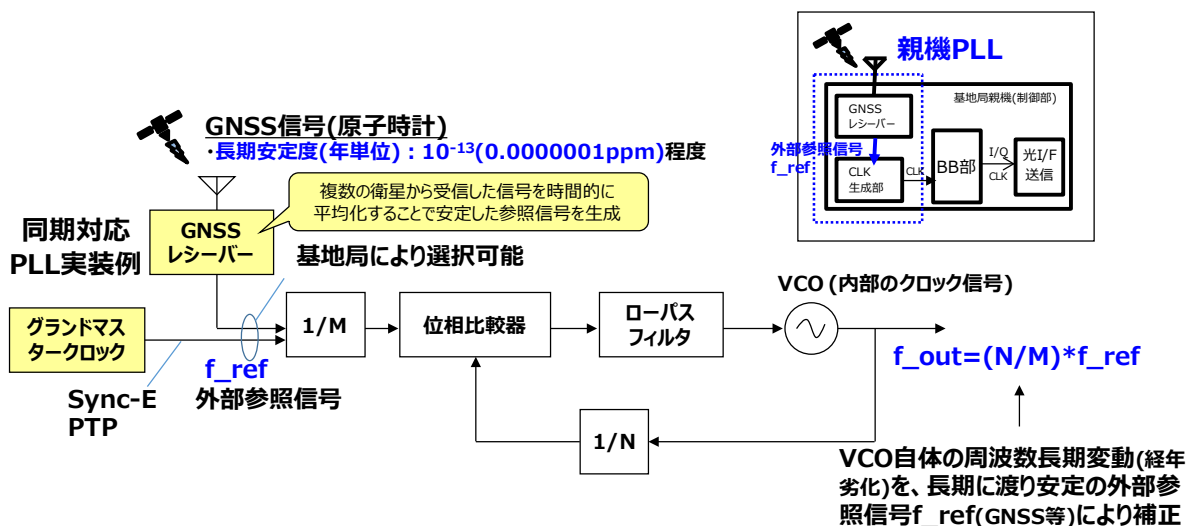 GNSS信号(原子時計)
・長期安定度(年単位) : 10⁻¹³(0.0000001ppm)程度
複数の衛星から受信した信号を時間的に
平均化することで安定した参照信号を生成
同期対応
PLL実装例
GNSS
レシーバー
基地局により選択可能
グランドマス
タークロック
1/M
位相比較器
ローパス
フィルタ
VCO (内部のクロック信号)
f_ref
外部参照信号
Sync-E
PTP
1/N
f_out=(N/M)*f_ref
VCO自体の周波数長期変動(経年
劣化)を、長期に渡り安定の外部参
照信号f_ref(GNSS等)により補正
親機PLL
基地局親機(制御部)
GNSS
レシーバー
外部参照信号
f_ref
CLK
生成部
CLK
BB部
I/Q
CLK
光I/F
送信